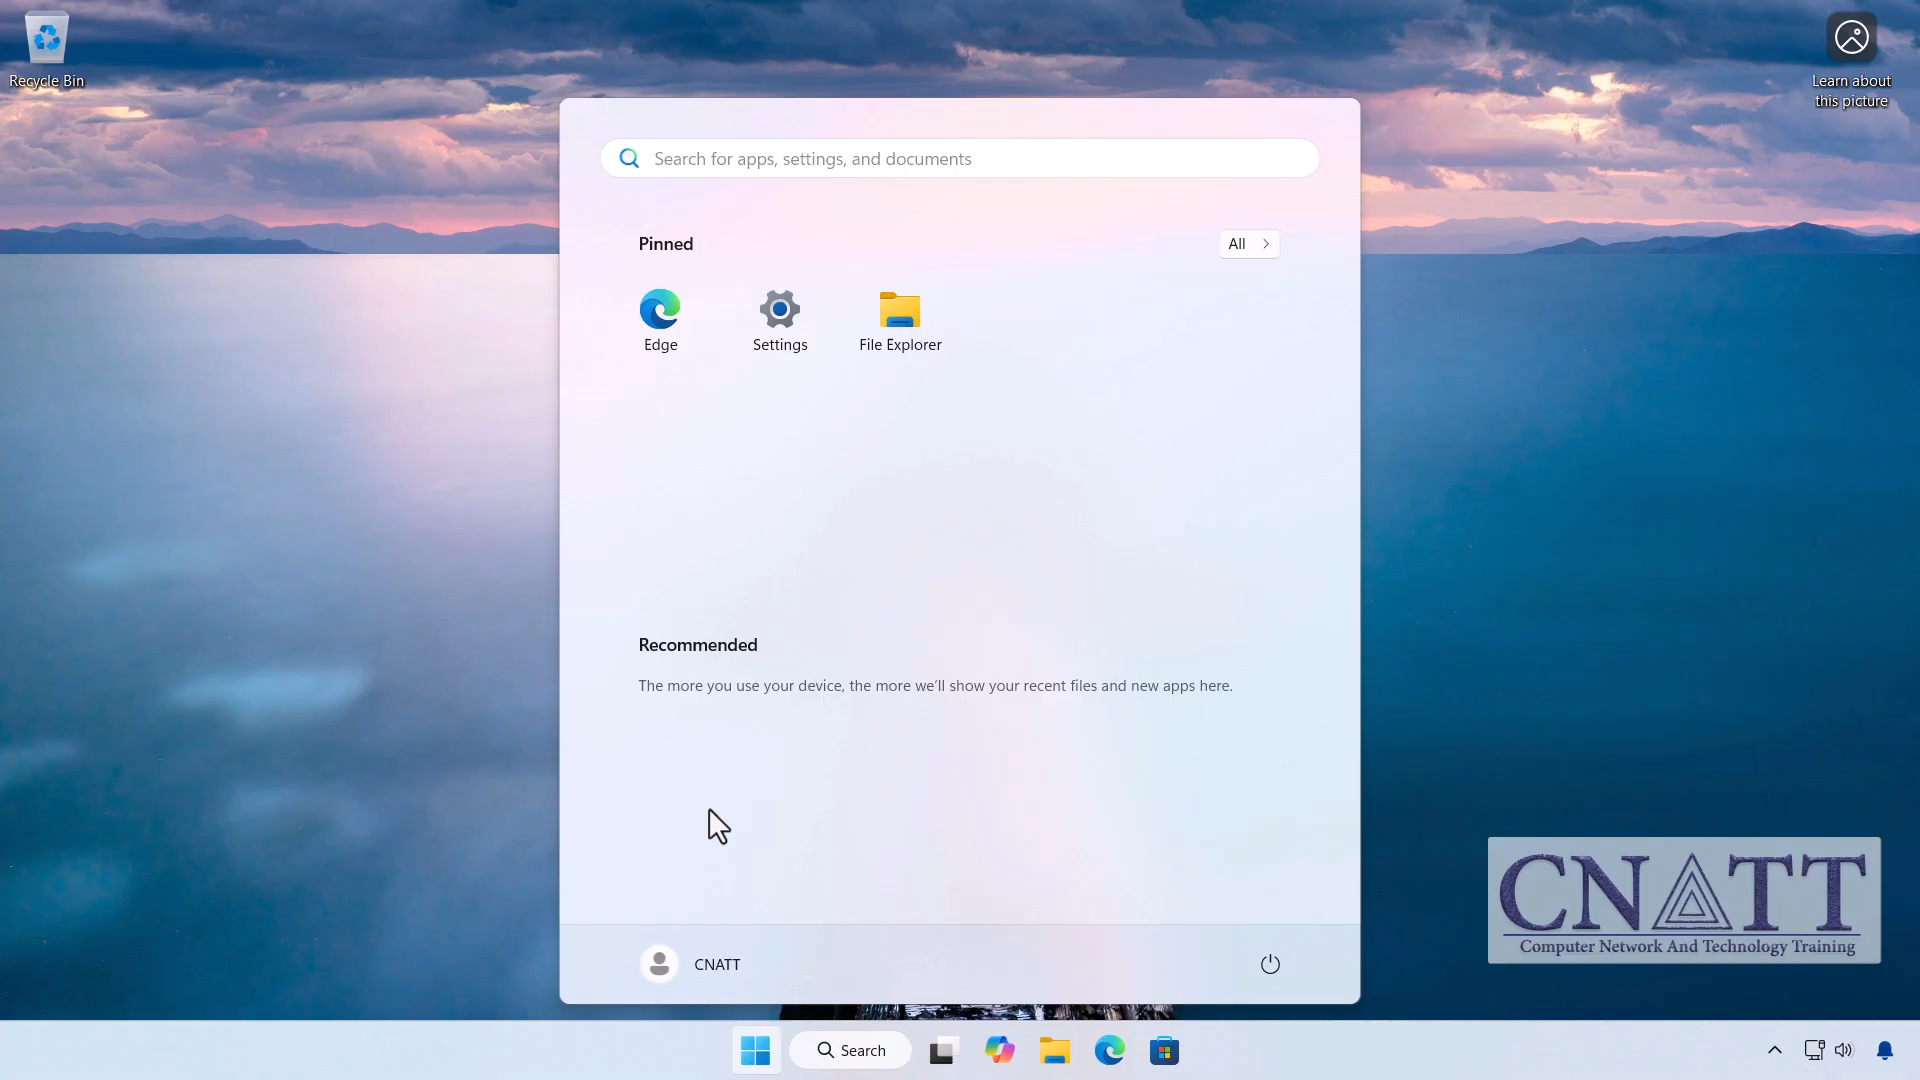 Recycle Bin
Learn about
this picture
Search for apps, settings, and documents
Pinned
All
Edge
Settings
File Explorer
Recommended
The more you use your device, the more we'll show your recent files and new apps here.
CNATT
CNATT
Computer Network And Technology Training
Search